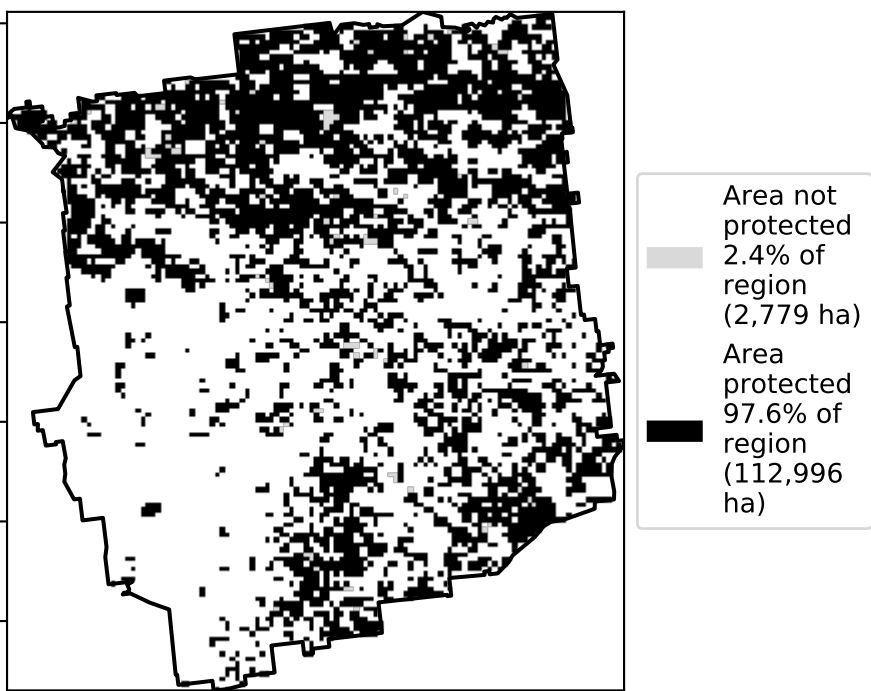 Area not
protected
2.4% of
region
(2,779 ha)
Area
protected
97.6% of
region
(112,996
ha)